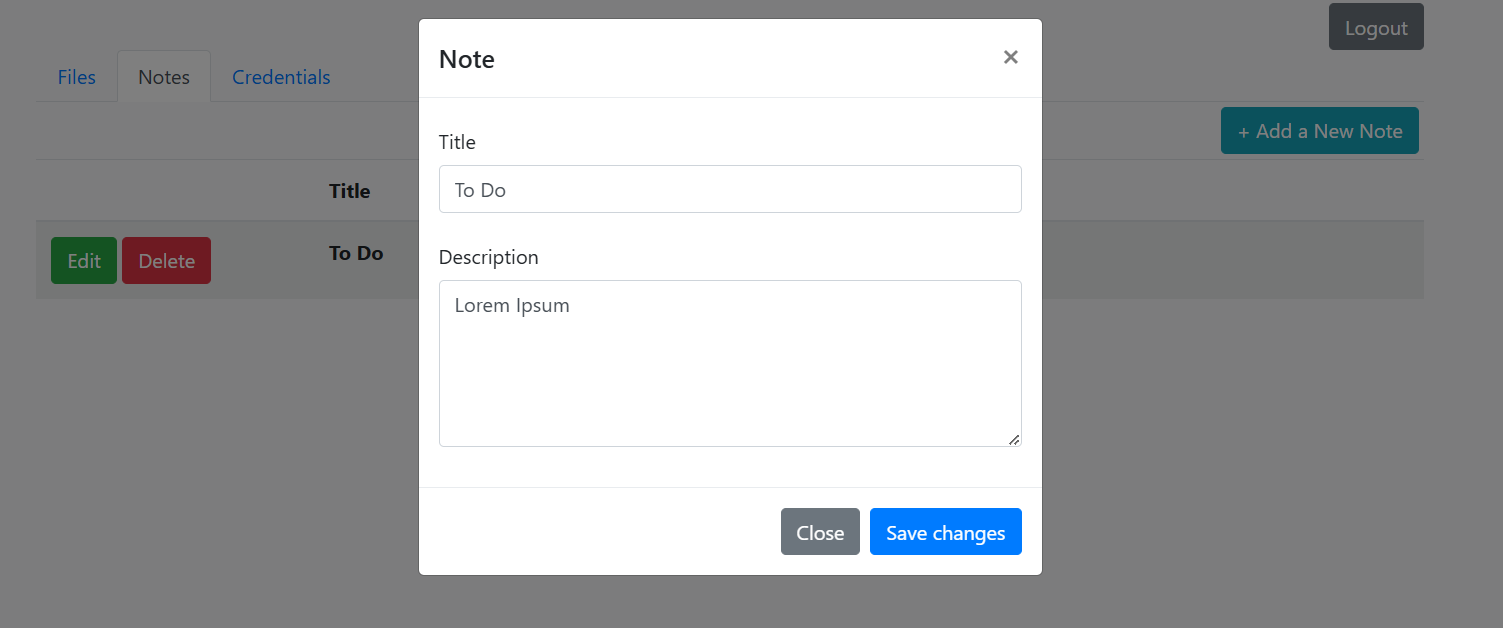 Logout
Files Notes Credentials
+ Add a New Note
Title
Edit Delete To Do
Note ×
Title
To Do
Description
Lorem Ipsum
Close Save changes